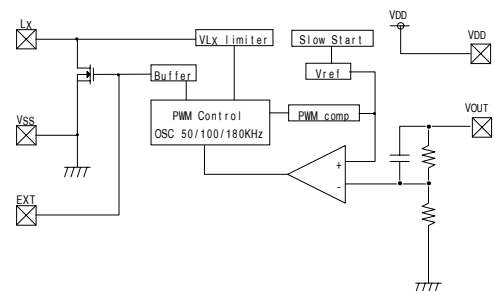 LX
VLX limiter
Slow Start
VDD
VDD
Buffer
Vref
VSS
PWM Control
OSC 50/100/180KHz
PWM comp
VOUT
+
-
EXT